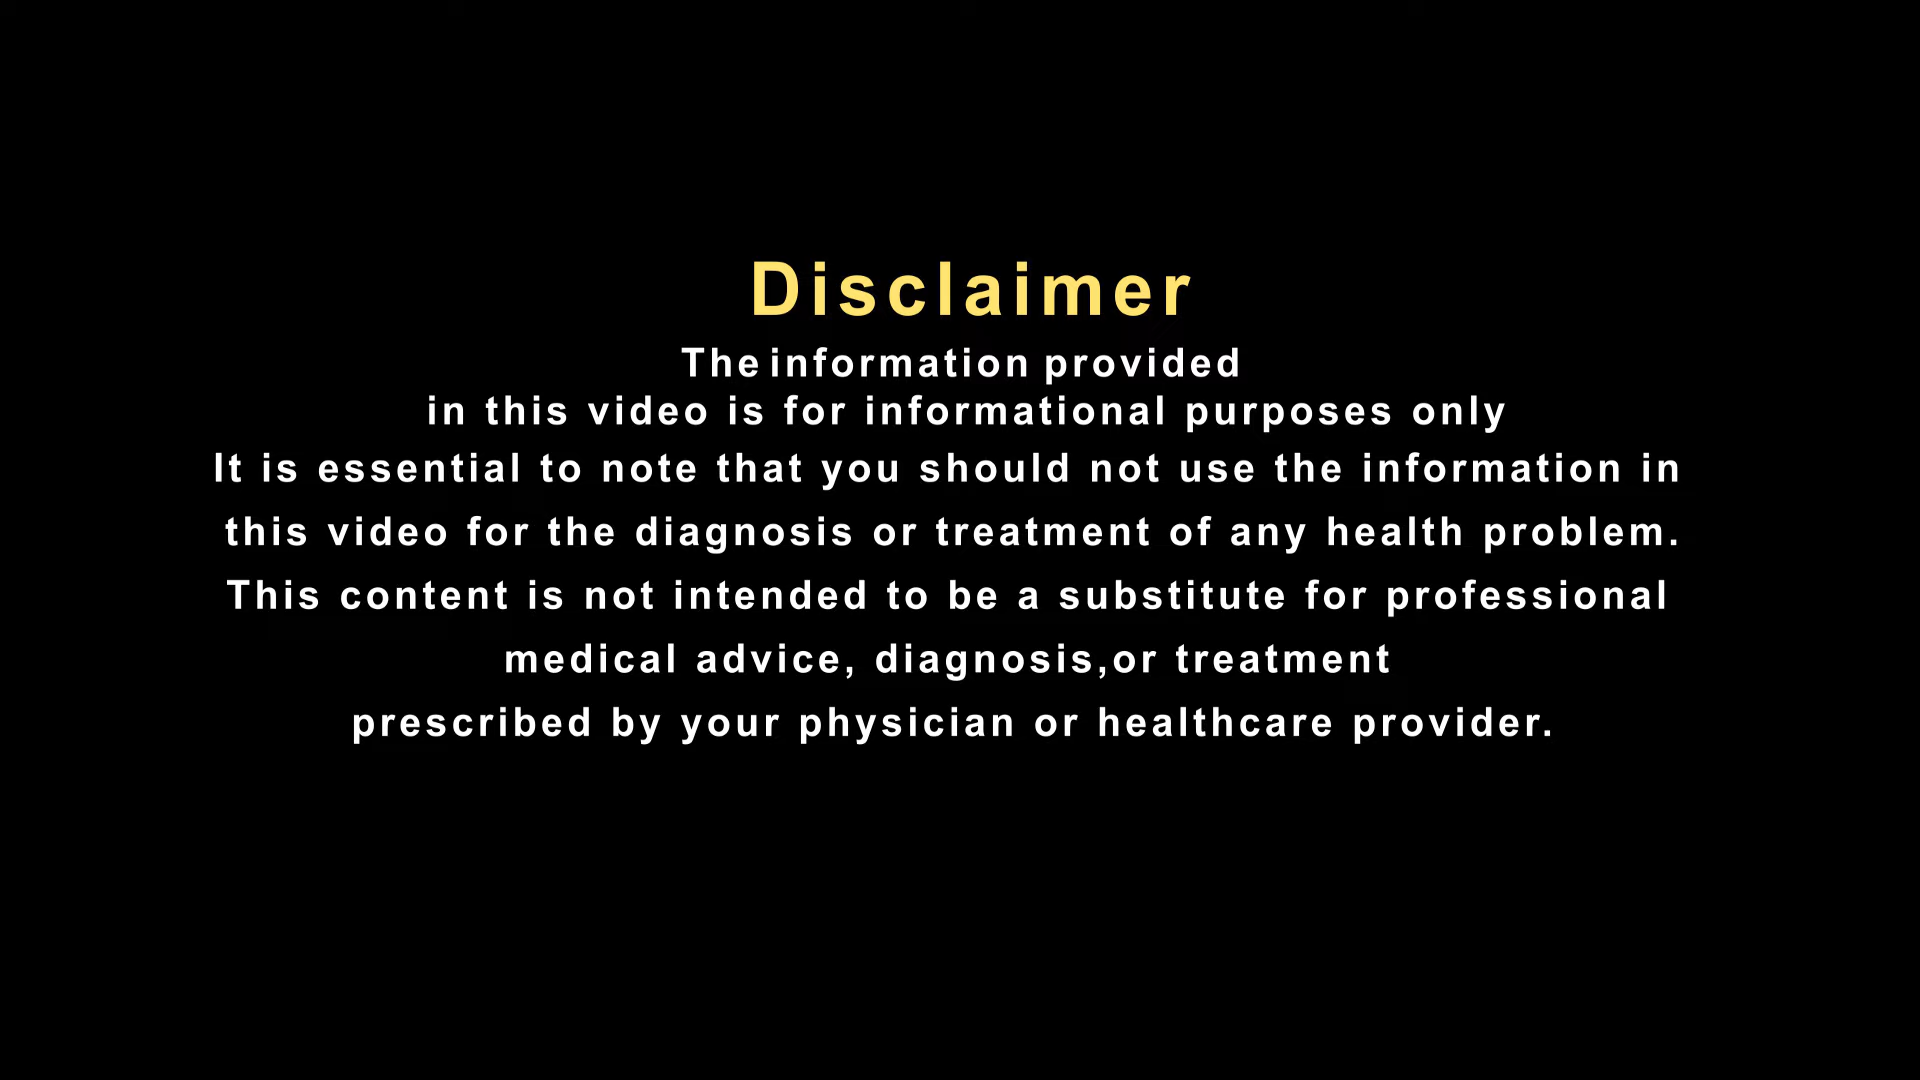 Disclaimer
The information provided
in this video is for informational purposes only
It is essential to note that you should not use the information in
this video for the diagnosis or treatment of any health problem.
This content is not intended to be a substitute for professional
medical advice, diagnosis,or treatment
prescribed by your physician or healthcare provider.